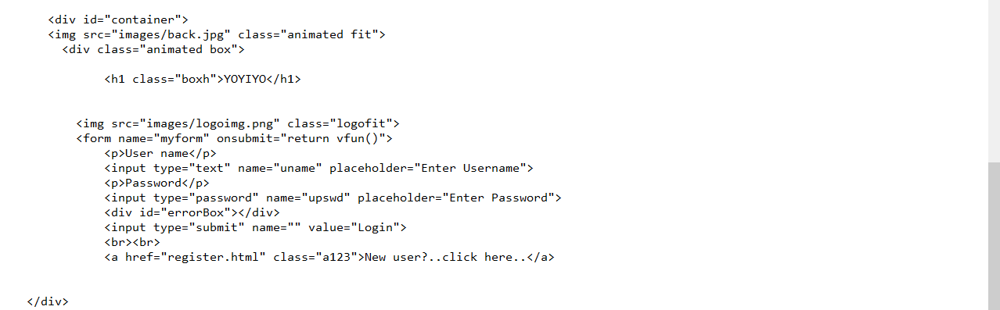 <div id="container">
<img src="images/back.jpg" class="animated fit">
<div class="animated box">
<h1 class="boxh">YOYIYO</h1>
<img src="images/logoimg.png" class="logofit">
<form name="myform" onsubmit="return vfun()">
<p>User name</p>
<input type="text" name="uname" placeholder="Enter Username">
<p>Password</p>
<input type="password" name="upswd" placeholder="Enter Password">
<div id="errorBox"></div>
<input type="submit" name="" value="Login">
<br><br>
<a href="register.html" class="a123">New user?..click here..</a>
</div>